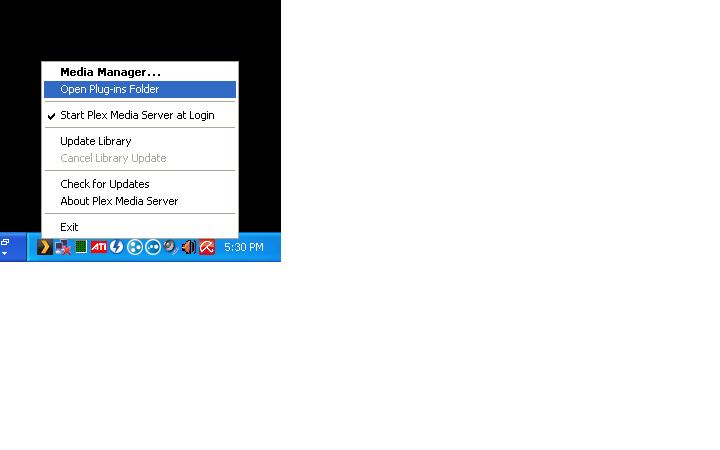 Media Manager...
Open Plug-ins Folder
Start Plex Media Server at Login
Update Library
Cancel Library Update
Check for Updates
About Plex Media Server
Exit
ATI 5:30 PM